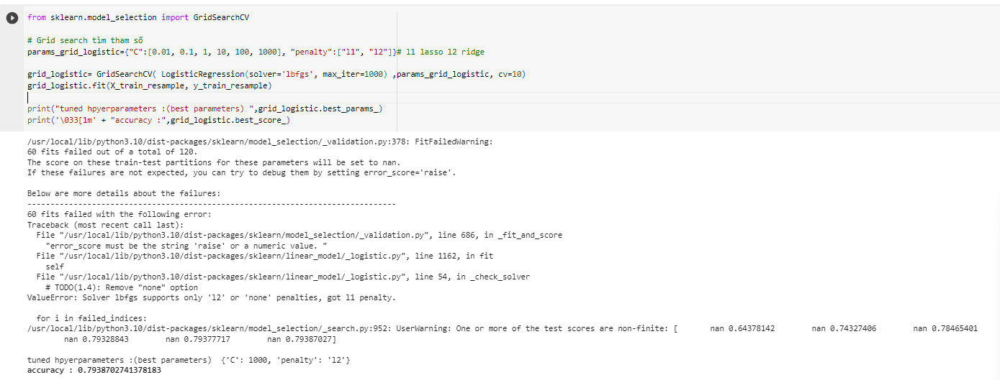 from sklearn.model_selection import GridSearchCV
# Grid search tìm tham số
params_grid_logistic={"C":[0.01, 0.1, 1, 10, 100, 1000], "penalty":["l1", "l2"]}# l1 lasso l2 ridge
grid_logistic= GridSearchCV( LogisticRegression(solver='lbfgs', max_iter=1000) ,params_grid_logistic, cv=10)
grid_logistic.fit(X_train_resample, y_train_resample)
print("tuned hpyerparameters :(best parameters) ",grid_logistic.best_params_)
print('\033[1m' + "accuracy :",grid_logistic.best_score_)
/usr/local/lib/python3.10/dist-packages/sklearn/model_selection/_validation.py:378: FitFailedWarning:
60 fits failed out of a total of 120.
The score on these train-test partitions for these parameters will be set to nan.
If these failures are not expected, you can try to debug them by setting error_score='raise'.
Below are more details about the failures:
--------------------------------------------------------------------------------
60 fits failed with the following error:
Traceback (most recent call last):
  File "/usr/local/lib/python3.10/dist-packages/sklearn/model_selection/_validation.py", line 686, in _fit_and_score
    "error_score must be the string 'raise' or a numeric value. "
  File "/usr/local/lib/python3.10/dist-packages/sklearn/linear_model/_logistic.py", line 1162, in fit
    self
  File "/usr/local/lib/python3.10/dist-packages/sklearn/linear_model/_logistic.py", line 54, in _check_solver
    # TODO(1.4): Remove "none" option
ValueError: Solver lbfgs supports only 'l2' or 'none' penalties, got l1 penalty.
  for i in failed_indices:
/usr/local/lib/python3.10/dist-packages/sklearn/model_selection/_search.py:952: UserWarning: One or more of the test scores are non-finite: [       nan 0.64378142        nan 0.74327406        nan 0.78465401
        nan 0.79328843        nan 0.79377717        nan 0.79387027]
tuned hpyerparameters :(best parameters)  {'C': 1000, 'penalty': 'l2'}
accuracy : 0.7938702741378183